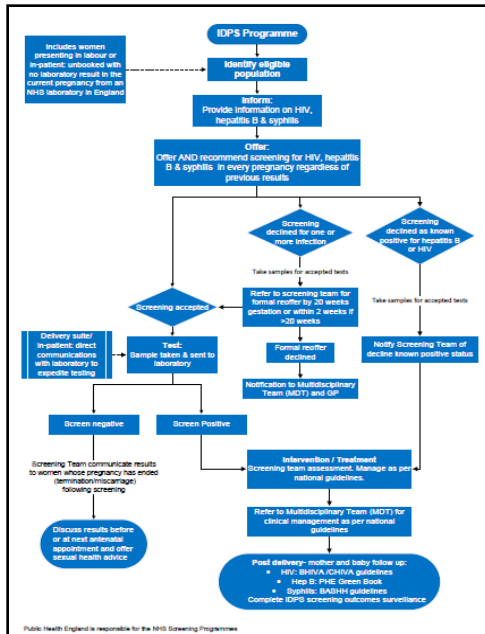 IDPS Programme
Includes women
presenting in labour or
in-patient: unbooked with
no laboratory result in the
current pregnancy from an
NHS laboratory in England
Identify eligible
population
Inform:
Provide information on HIV,
hepatitis B & syphilis
Offer:
Offer AND recommend screening for HIV, hepatitis
B & syphilis in every pregnancy regardless of
previous results
Screening
declined for one or
more infection
Screening
declined as known
positive for hepatitis B
or HIV
Take samples for accepted tests
Take samples for accepted tests
Screening accepted
Refer to screening team for
formal reoffer by 20 weeks
gestation or within 2 weeks if
>20 weeks
Delivery suite/
in-patient: direct
communications
with laboratory to
expedite testing
Test:
Sample taken & sent to
laboratory
Formal reoffer
declined
Notify Screening Team of
decline known positive status
Notification to Multidisciplinary
Team (MDT) and GP
Screen negative
Screen Positive
Screening Team communicate results
to women whose pregnancy has ended
(termination/miscarriage)
following screening
Intervention / Treatment
Screening team assessment. Manage as per
national guidelines.
Discuss results before
or at next antenatal
appointment and offer
sexual health advice
Refer to Multidisciplinary Team (MDT) for
clinical management as per national
guidelines
Post delivery- mother and baby follow up:
• HIV: BHIVA /CHIVA guidelines
• Hep B: PHE Green Book
• Syphilis: BASHH guidelines
Complete IDPS screening outcomes surveillance
Public Health England is responsible for the NHS Screening Programmes